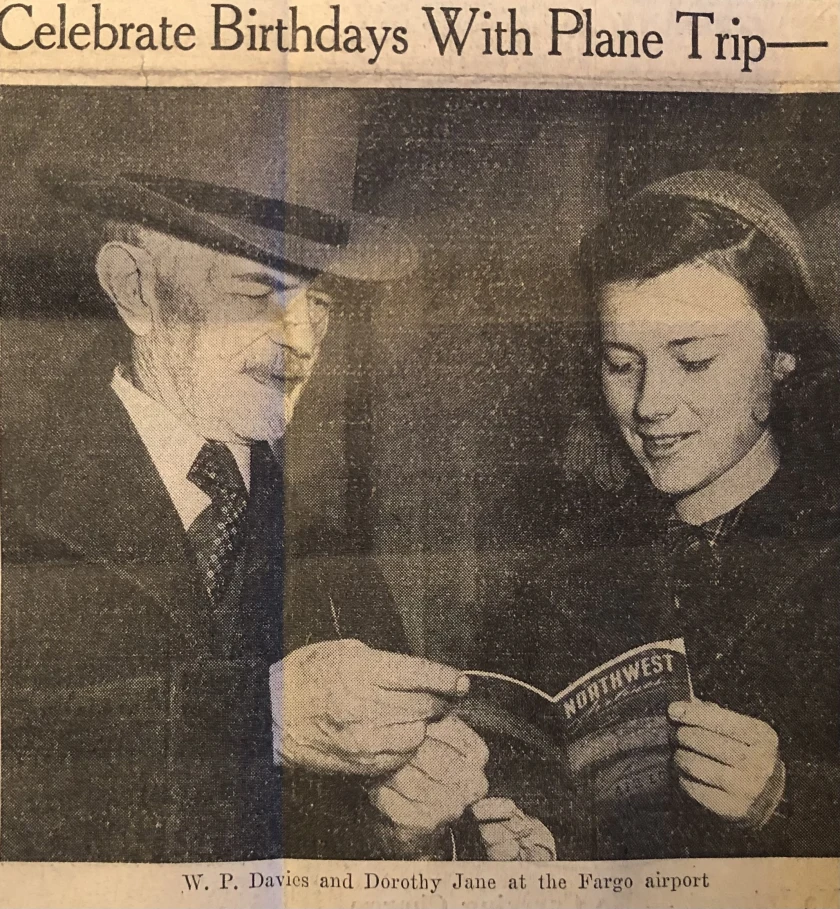 Celebrate Birthdays With Plane Trip—
NORTHWEST
W. P. Davies and Dorothy Jane at the Fargo airport